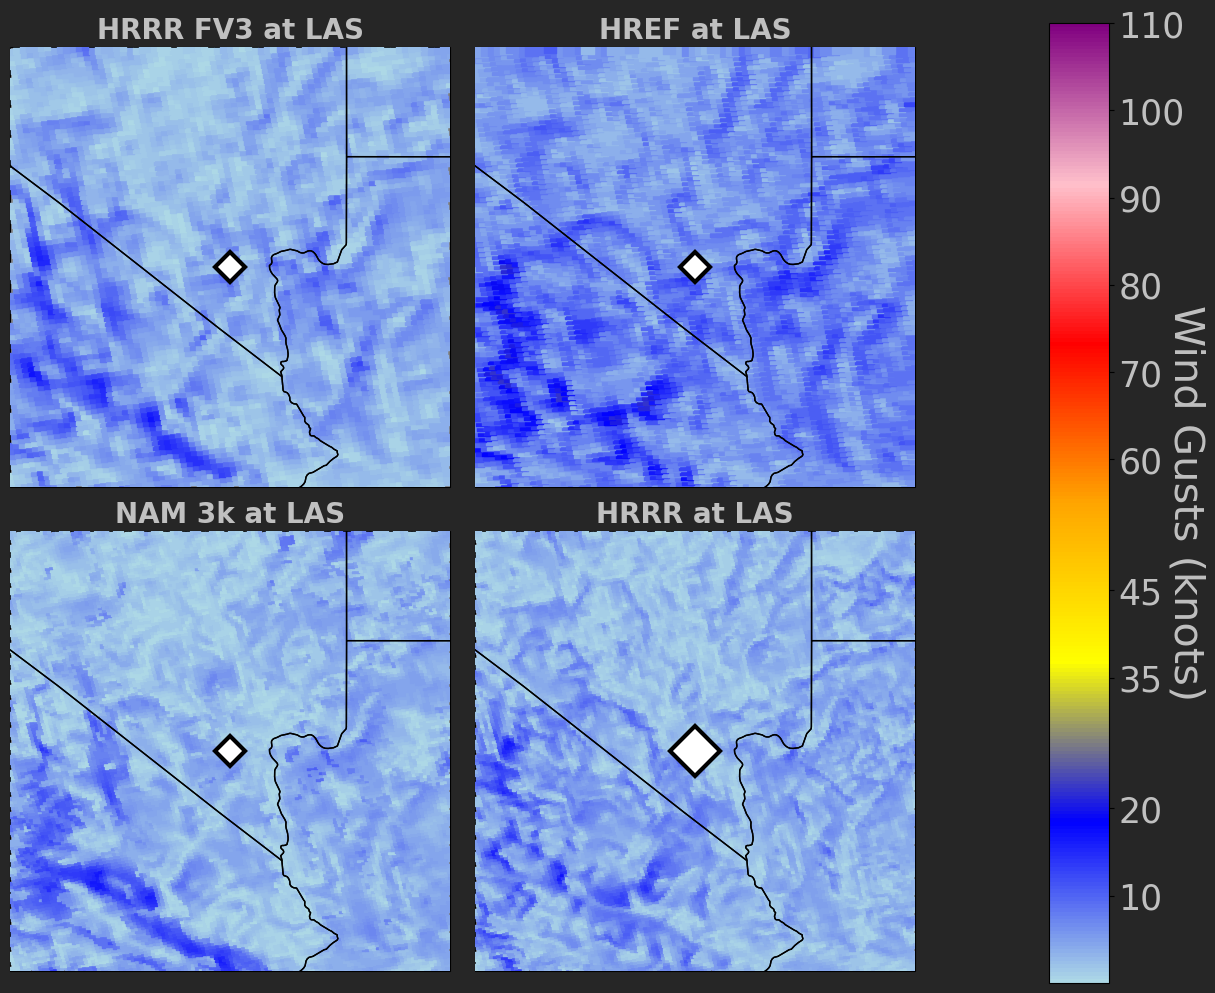 HRRR FV3 at LAS
HREF at LAS
NAM 3k at LAS
HRRR at LAS
110
100
90
80
70
60
45
35
20
10
Wind Gusts (knots)